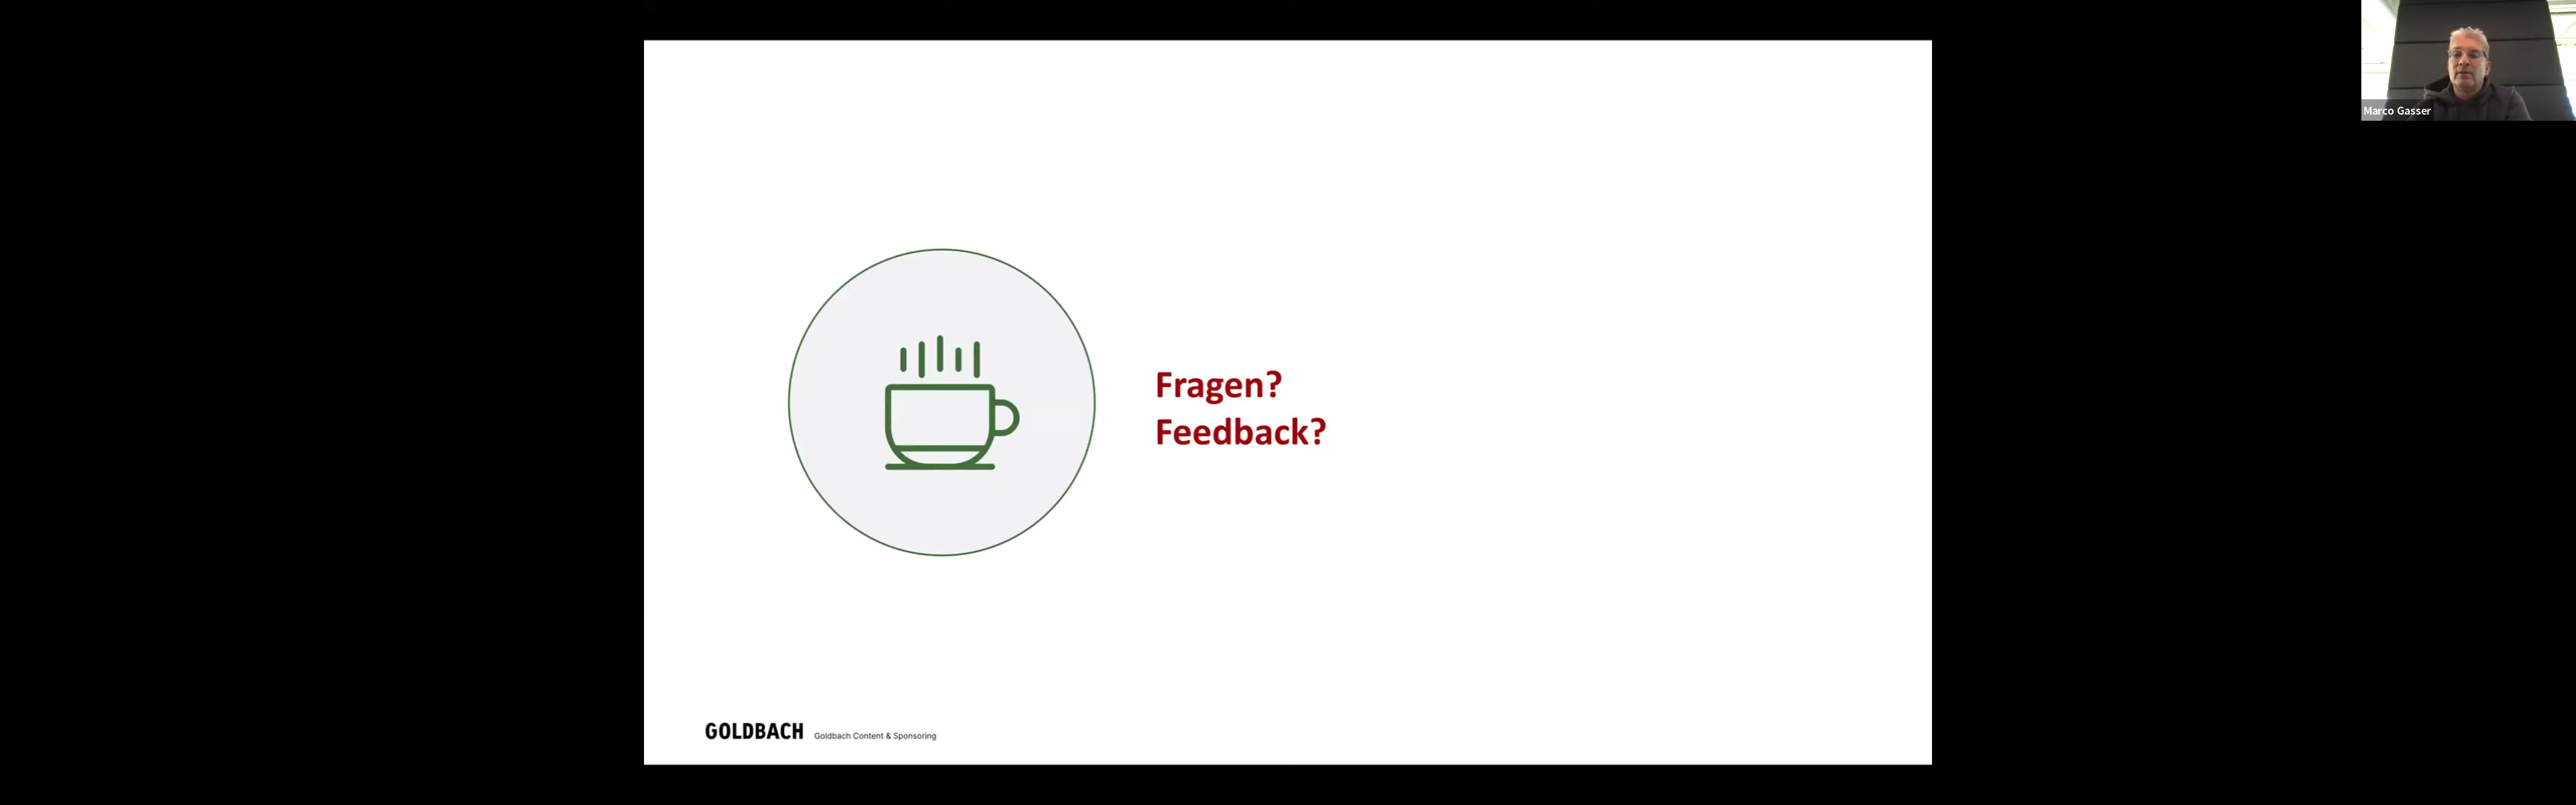 Marco Gasser
Fragen?
Feedback?
GOLDBACH Goldbach Content & Sponsoring